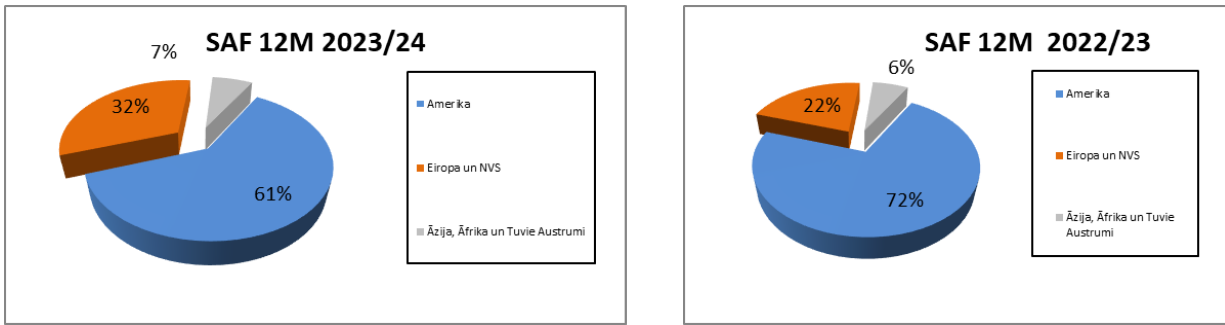 SAF 12M 2023/24
7%
32%
61%
Amerika
Eiropa un NVS
Āzija, Āfrika un Tuvie Austrumi
SAF 12M 2022/23
6%
22%
72%
Amerika
Eiropa un NVS
Āzija, Āfrika un Tuvie
Austrumi